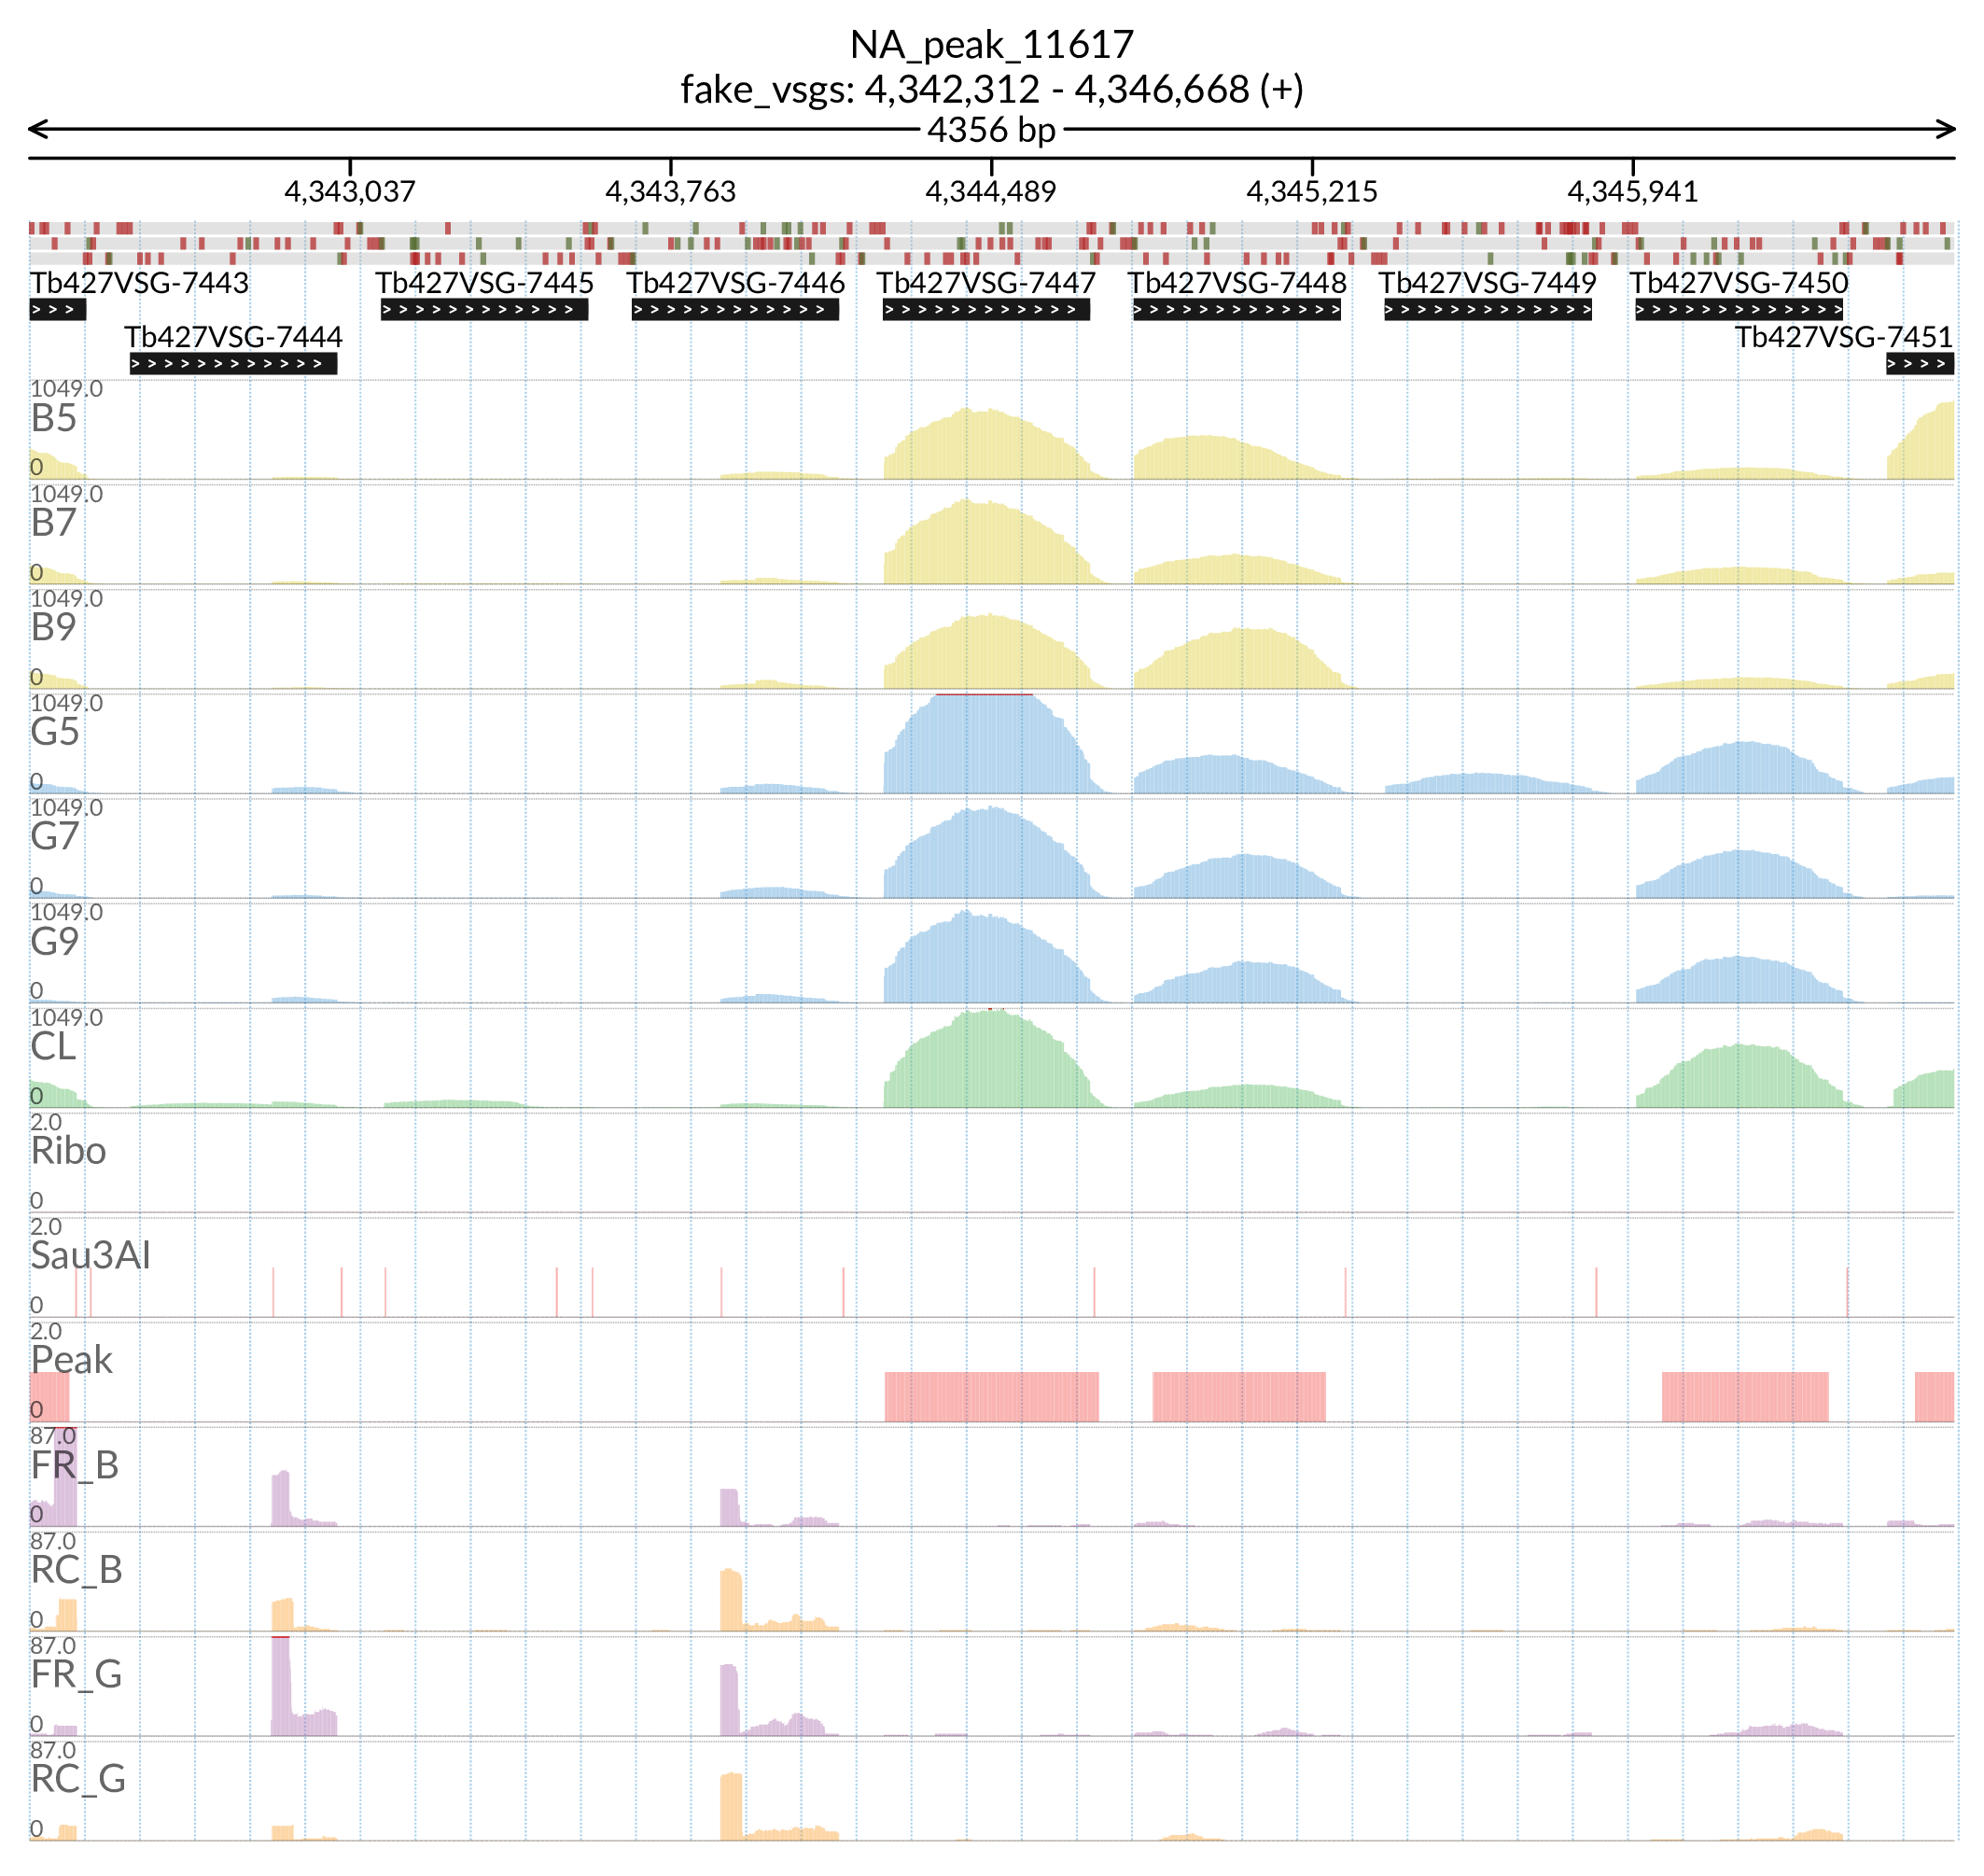 NA_peak_11617
fake_vsgs: 4,342,312 - 4,346,668 (+)
4356 bp
4,343,037 4,343,763 4,344,489 4,345,215 4,345,941
Tb427VSG-7443 Tb427VSG-7445 Tb427VSG-7446 Tb427VSG-7447 Tb427VSG-7448 Tb427VSG-7449 Tb427VSG-7450
Tb427VSG-7444 Tb427VSG-7451
1049.0
B5
0
1049.0
B7
0
1049.0
B9
0
1049.0
G5
0
1049.0
G7
0
1049.0
G9
0
1049.0
CL
0
2.0
Ribo
0
2.0
Sau3AI
0
2.0
Peak
0
87.0
FR_B
0
87.0
RC_B
0
87.0
FR_G
0
87.0
RC_G
0